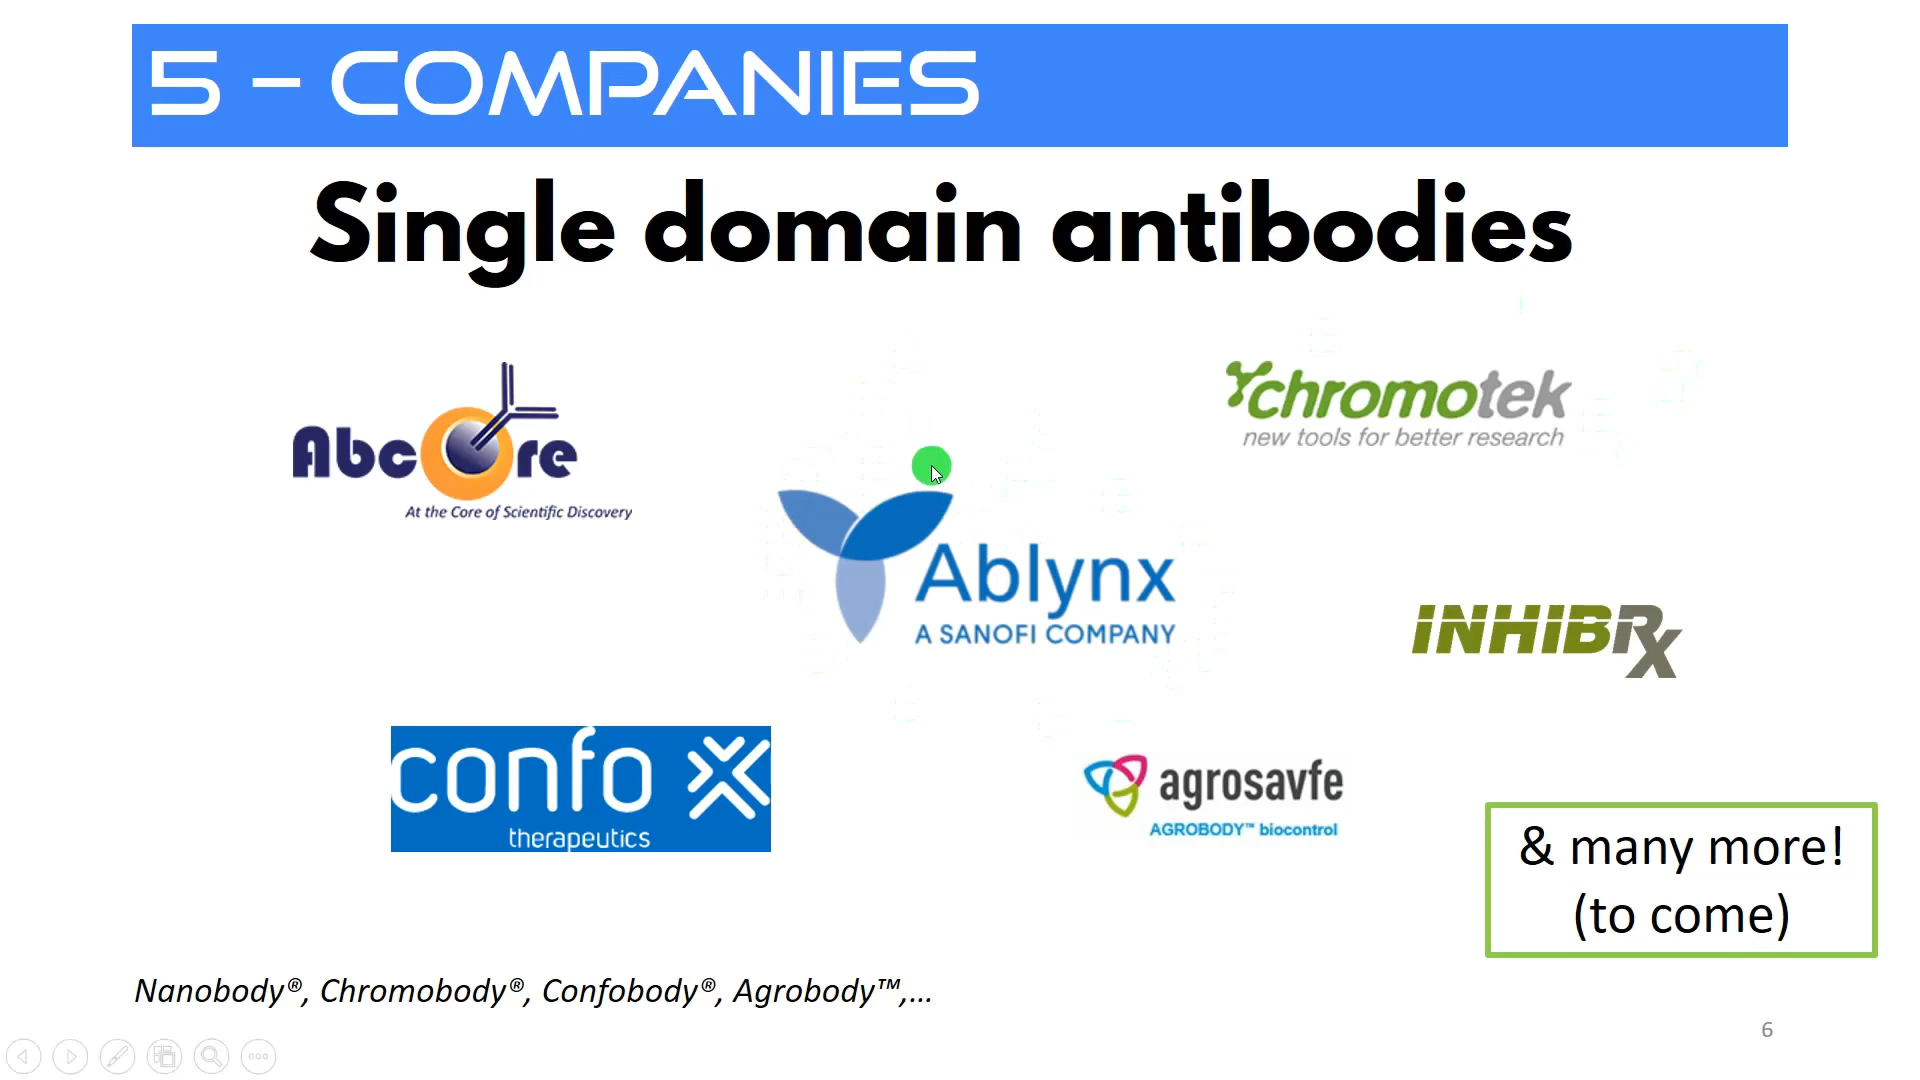 5 - COMPANIES
Single domain antibodies
AbcOre
At the Core of Scientific Discovery
chromotek
new tools for better research
Ablynx
A SANOFI COMPANY
INHIBRx
confo
therapeutics
agrosavfe
AGROBODY™ biocontrol
& many more!
(to come)
Nanobody®, Chromobody®, Confobody®, Agrobody™,...
6